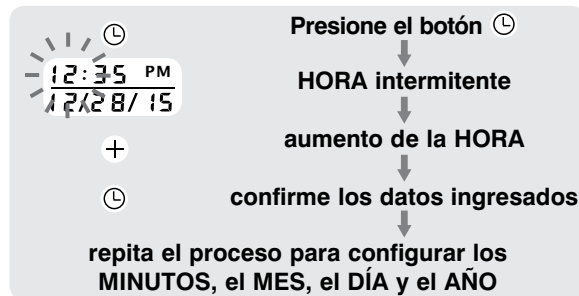 Presione el botón
12:35 PM
12/28/15
HORA intermitente
+
aumento de la HORA
confirme los datos ingresados
repita el proceso para configurar los
MINUTOS, el MES, el DÍA y el AÑO